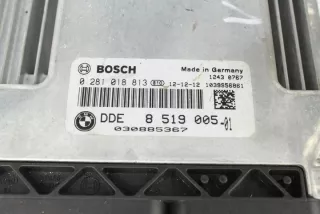 BOSCH
Made in Germany
0 281 018 813 12-12-12
1243 0767
1039S56861
DDE 8 519 005-01
030885367